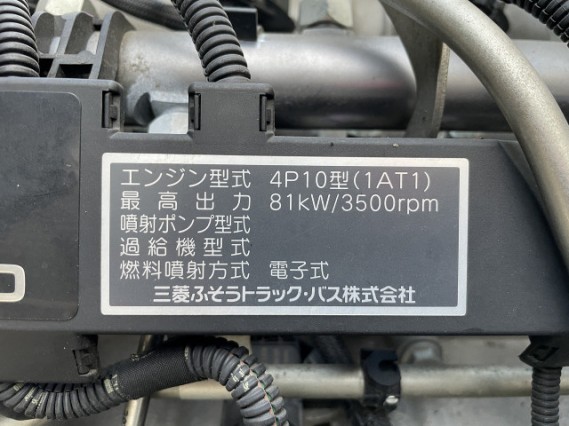 エンジン型式 4P10型(1AT1)
最高出力 81kW/3500rpm
噴射ポンプ型式
過給機型式
燃料噴射方式 電子式
三菱ふそうトラック・バス株式会社